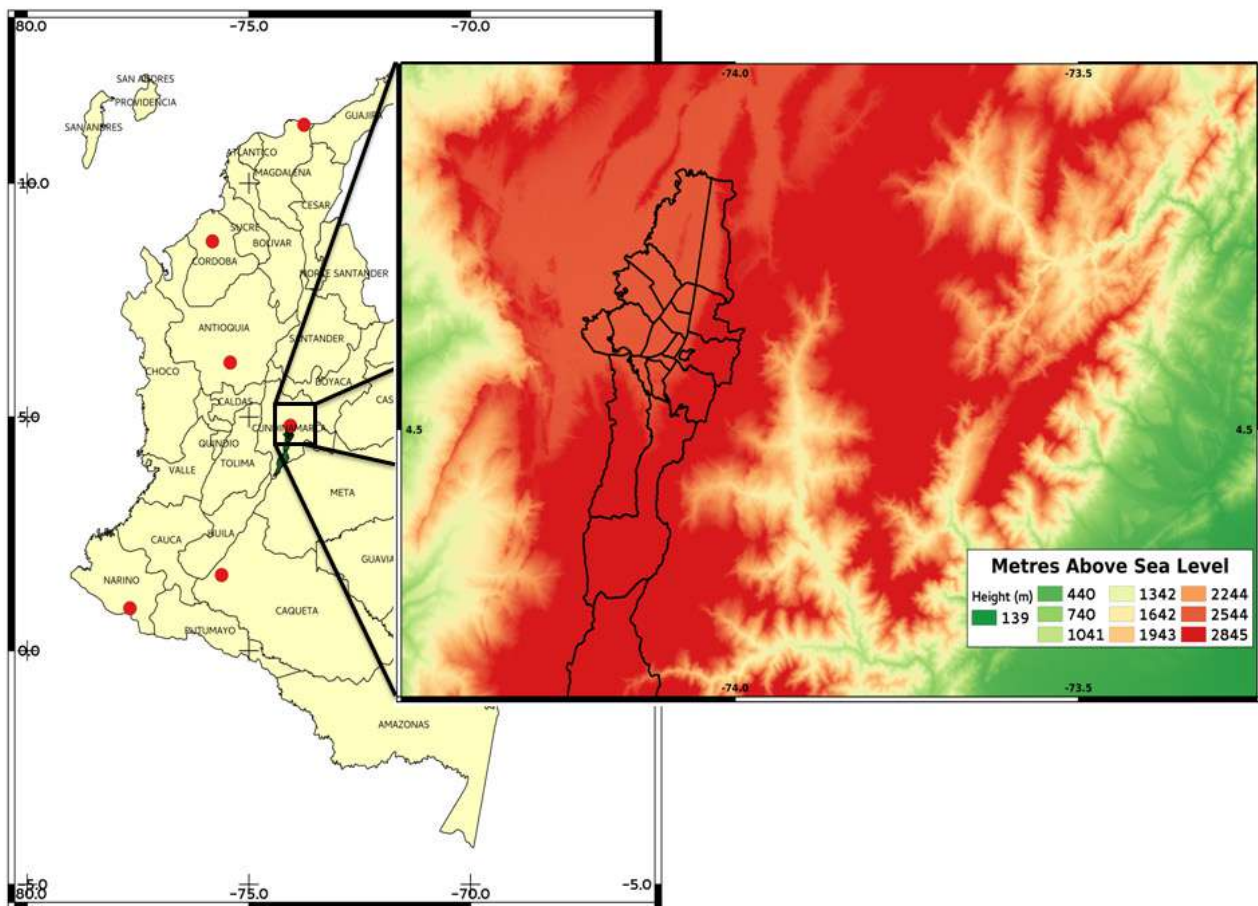 80.0
-75.0
-70.0
-74.0
-73.5
SAN ANDRES
PROVIDENCIA
SAN ANDRES
GUAJIRA
ATLANTICO
MAGDALENA
10.0
CESAR
SUCRE
BOLIVAR
CORDOBA
NORTE SANTANDER
ANTIOQUIA
SANTANDER
CHOCO
BOYACA
CALDAS
CAS
5.0
CUNDINAMARCA
4.5
4.5
QUINDIO
TOLIMA
VALLE
META
CAUCA
HUILA
GUAVIA
NARINO
CAQUETA
PUTUMAYO
0.0
AMAZONAS
Metres Above Sea Level
Height (m)
139
440
740
1041
1342
1642
1943
2244
2544
2845
-74.0
-73.5
-5.0
-5.0
80.0
-75.0
-70.0